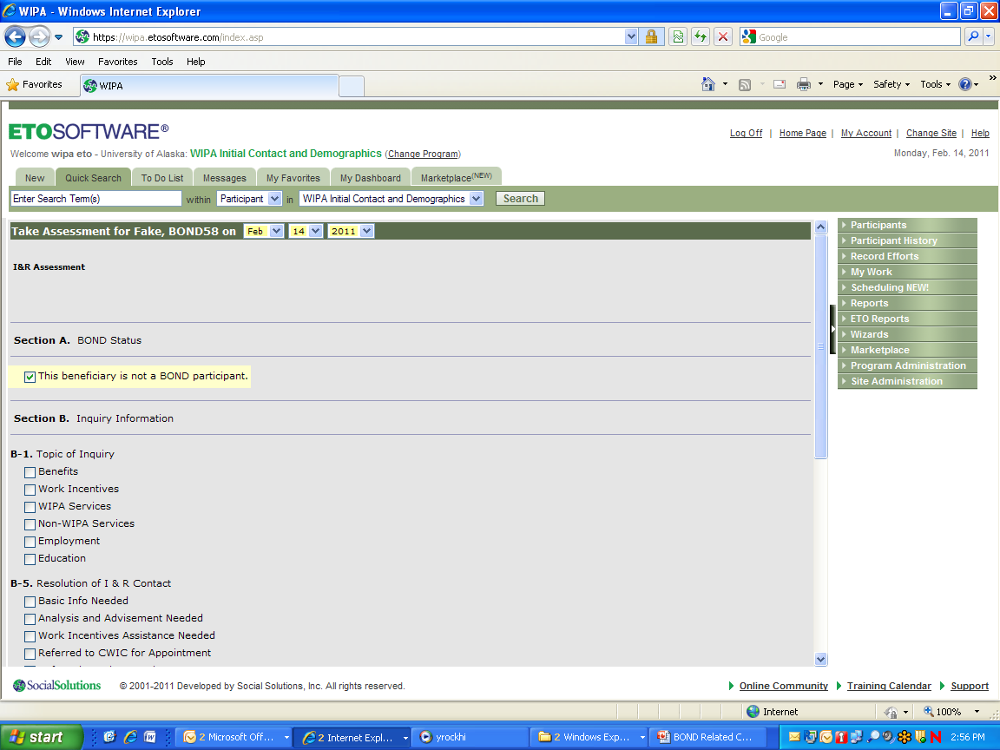 WIPA - Windows Internet Explorer
https://wipa.etosoftware.com/index.asp
Google
File Edit View Favorites Tools Help
Favorites WIPA Page Safety Tools
ETOSOFTWARE®
Log Off | Home Page | My Account | Change Site | Help
Welcome wipa eto - University of Alaska: WIPA Initial Contact and Demographics (Change Program)
Monday, Feb. 14, 2011
New Quick Search To Do List Messages My Favorites My Dashboard Marketplace(NEW)
Enter Search Term(s) within Participant in WIPA Initial Contact and Demographics Search
Take Assessment for Fake, BOND58 on Feb 14 2011
I&R Assessment
Section A. BOND Status
This beneficiary is not a BOND participant.
Section B. Inquiry Information
B-1. Topic of Inquiry
Benefits
Work Incentives
WIPA Services
Non-WIPA Services
Employment
Education
B-5. Resolution of I & R Contact
Basic Info Needed
Analysis and Advisement Needed
Work Incentives Assistance Needed
Referred to CWIC for Appointment
Participants
Participant History
Record Efforts
My Work
Scheduling NEW!
Reports
ETO Reports
Wizards
Marketplace
Program Administration
Site Administration
SocialSolutions © 2001-2011 Developed by Social Solutions, Inc. All rights reserved.
Online Community Training Calendar Support
Internet 100%
start 2 Microsoft Off... 2 Internet Expl... yrockhi 2 Windows Exp... BOND Related C... 2:56 PM